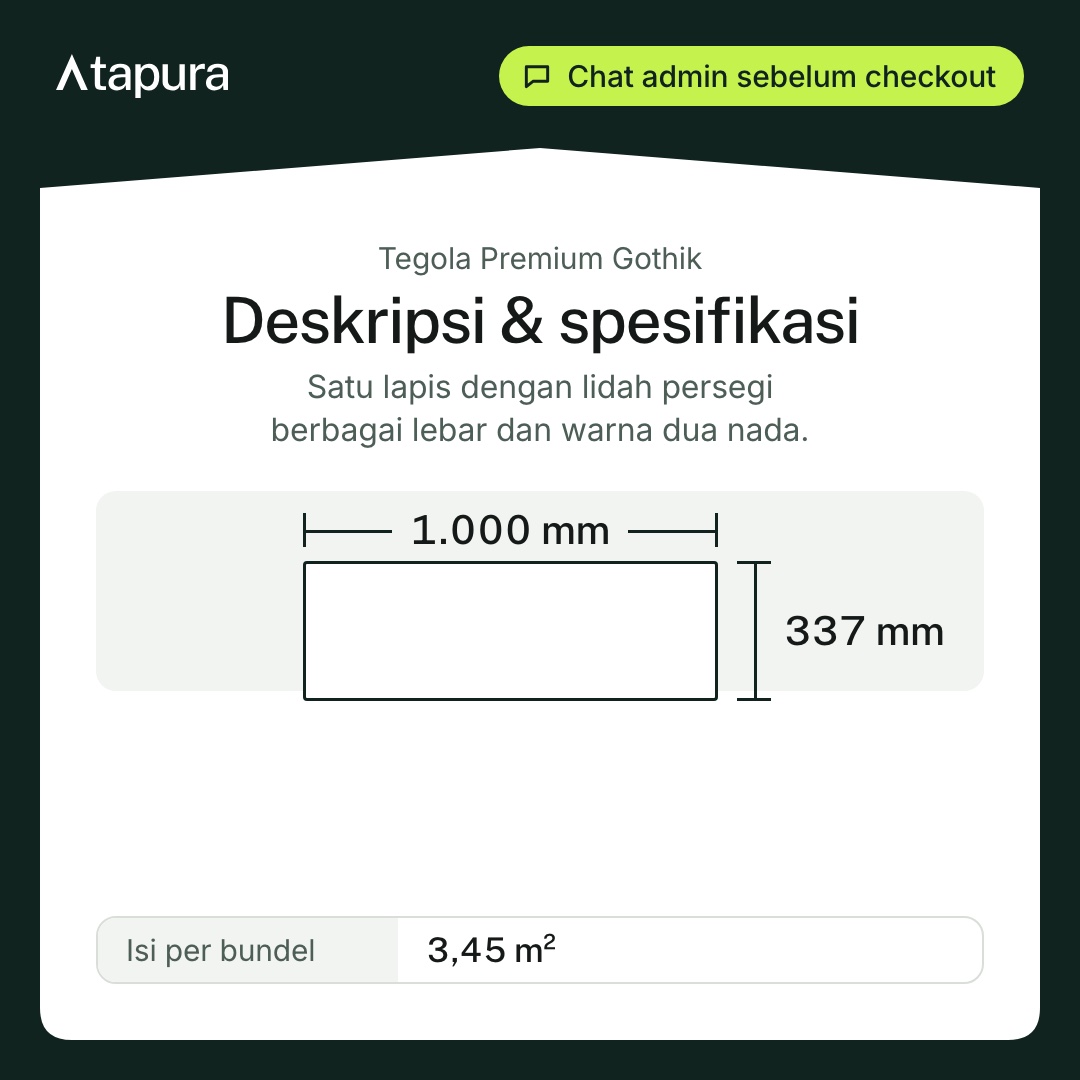 Atapura
Chat admin sebelum checkout
Tegola Premium Gothik
Deskripsi & spesifikasi
Satu lapis dengan lidah persegi
berbagai lebar dan warna dua nada.
1.000 mm
337 mm
Isi per bundel
3,45 m²